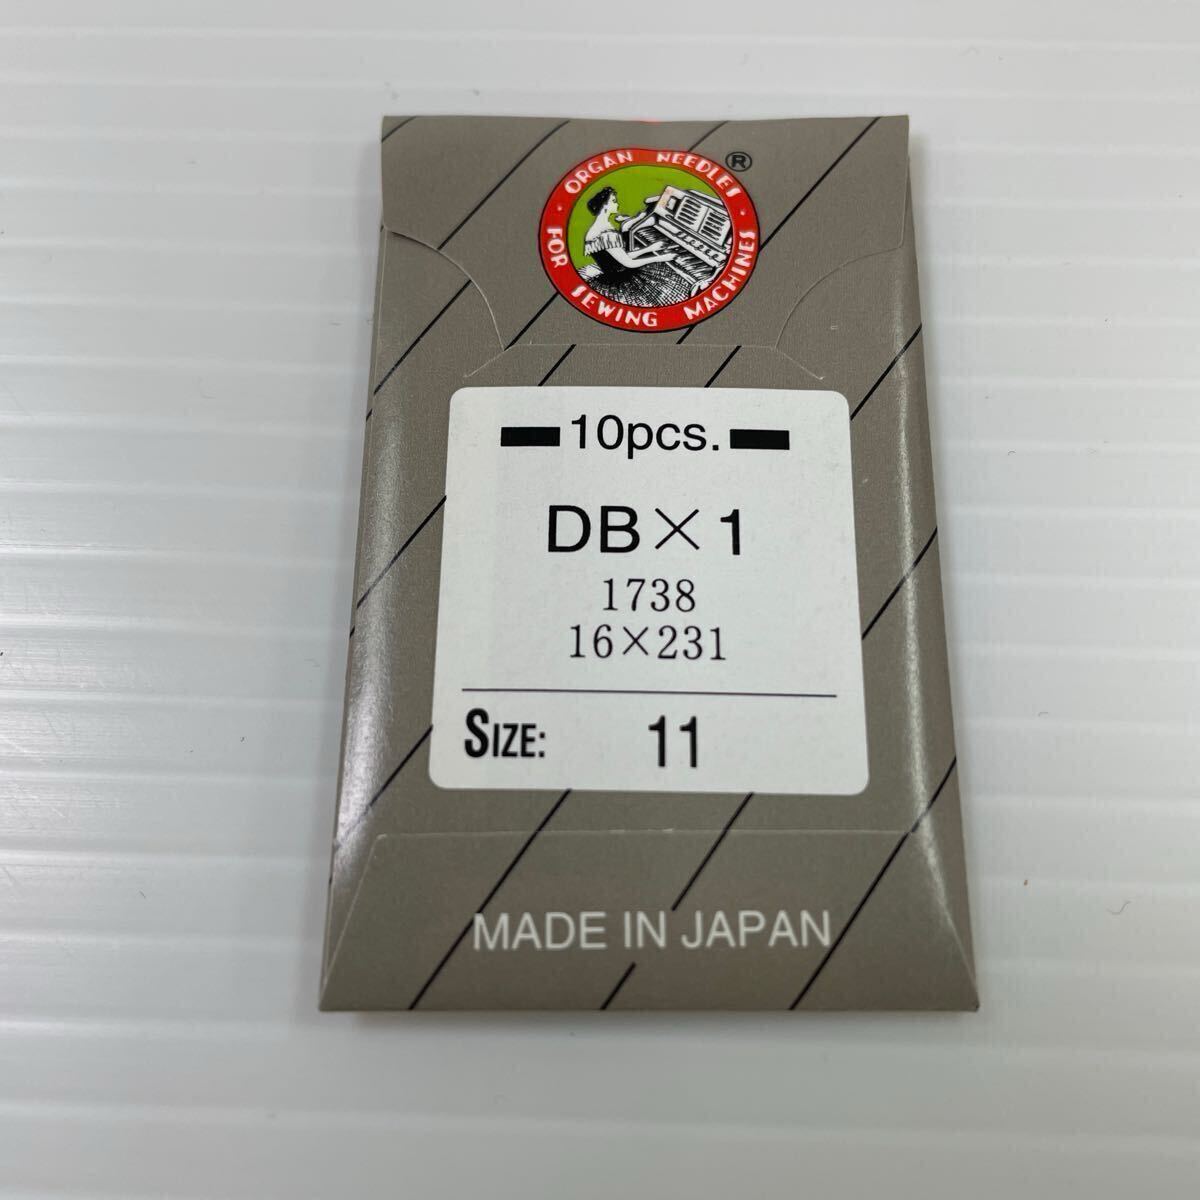 ORGAN NEEDLES
®
FOR SEWING MACHINES
10pcs.
DB×1
1738
16×231
SIZE: 11
MADE IN JAPAN